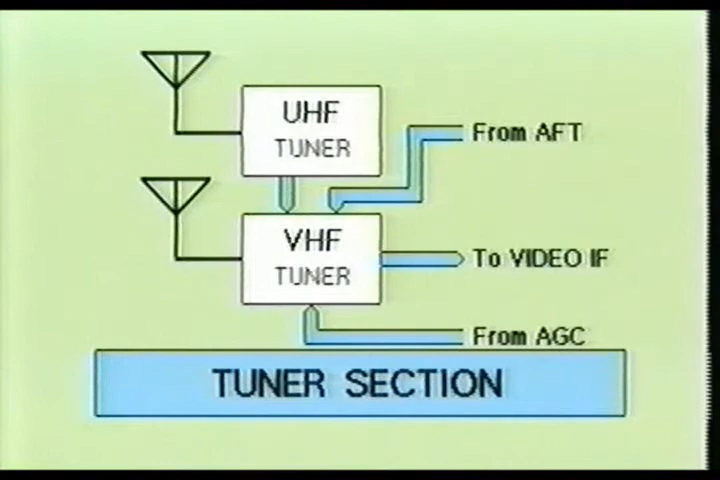 UHF
TUNER
From AFT
VHF
TUNER
To VIDEO IF
From AGC
TUNER SECTION